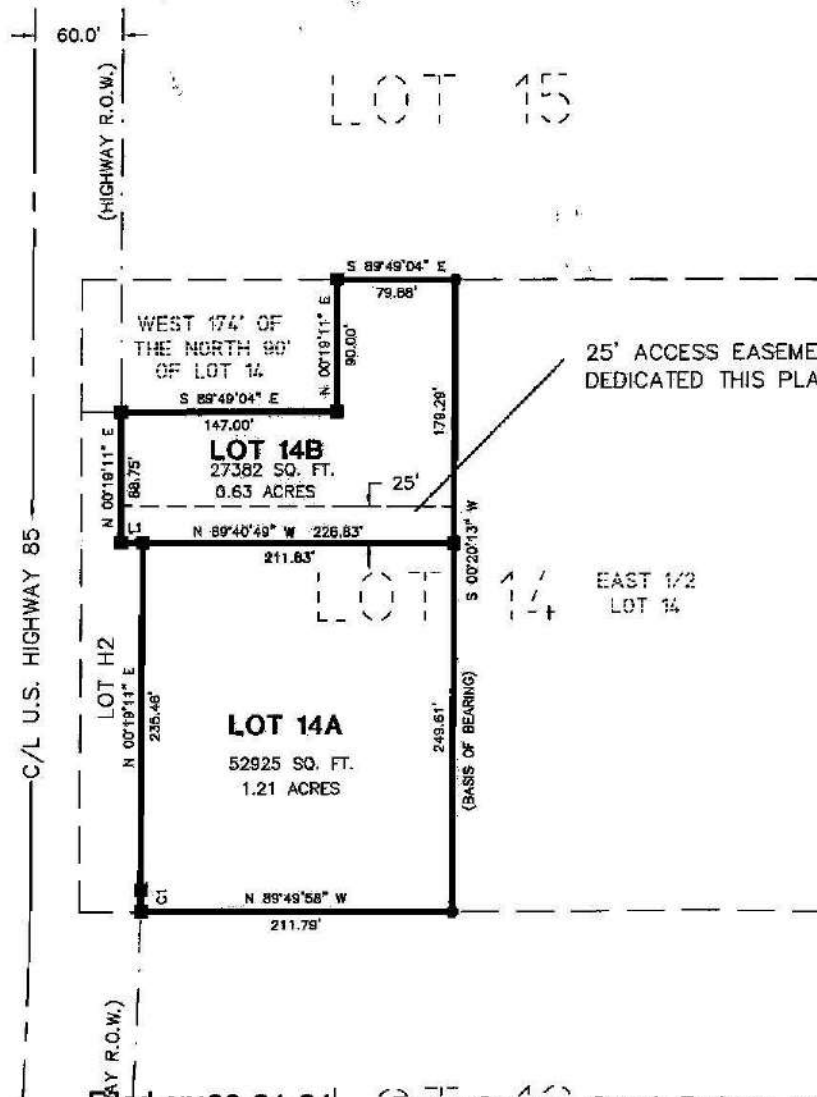 60.0'
(HIGHWAY R.O.W.)
LOT 15
S 89°49'04" E
79.88'
WEST 174' OF
THE NORTH 90'
OF LOT 14
N 00°19'11" E
90.00'
25' ACCESS EASEME
DEDICATED THIS PLA
S 89°49'04" E
147.00'
179.29'
LOT 14B
27382 SQ. FT.
0.63 ACRES
N 00°19'11" E
88.75'
25'
L1
N 89°40'49" W 226.83'
211.83'
S 00°20'13" W
C/L U.S. HIGHWAY 85
LOT 14
EAST 1/2
LOT 14
LOT H2
N 00°19'11" E
235.46'
LOT 14A
52925 SQ. FT.
1.21 ACRES
249.61'
(BASIS OF BEARING)
C1
N 89°49'58" W
211.79'
AY R.O.W.)